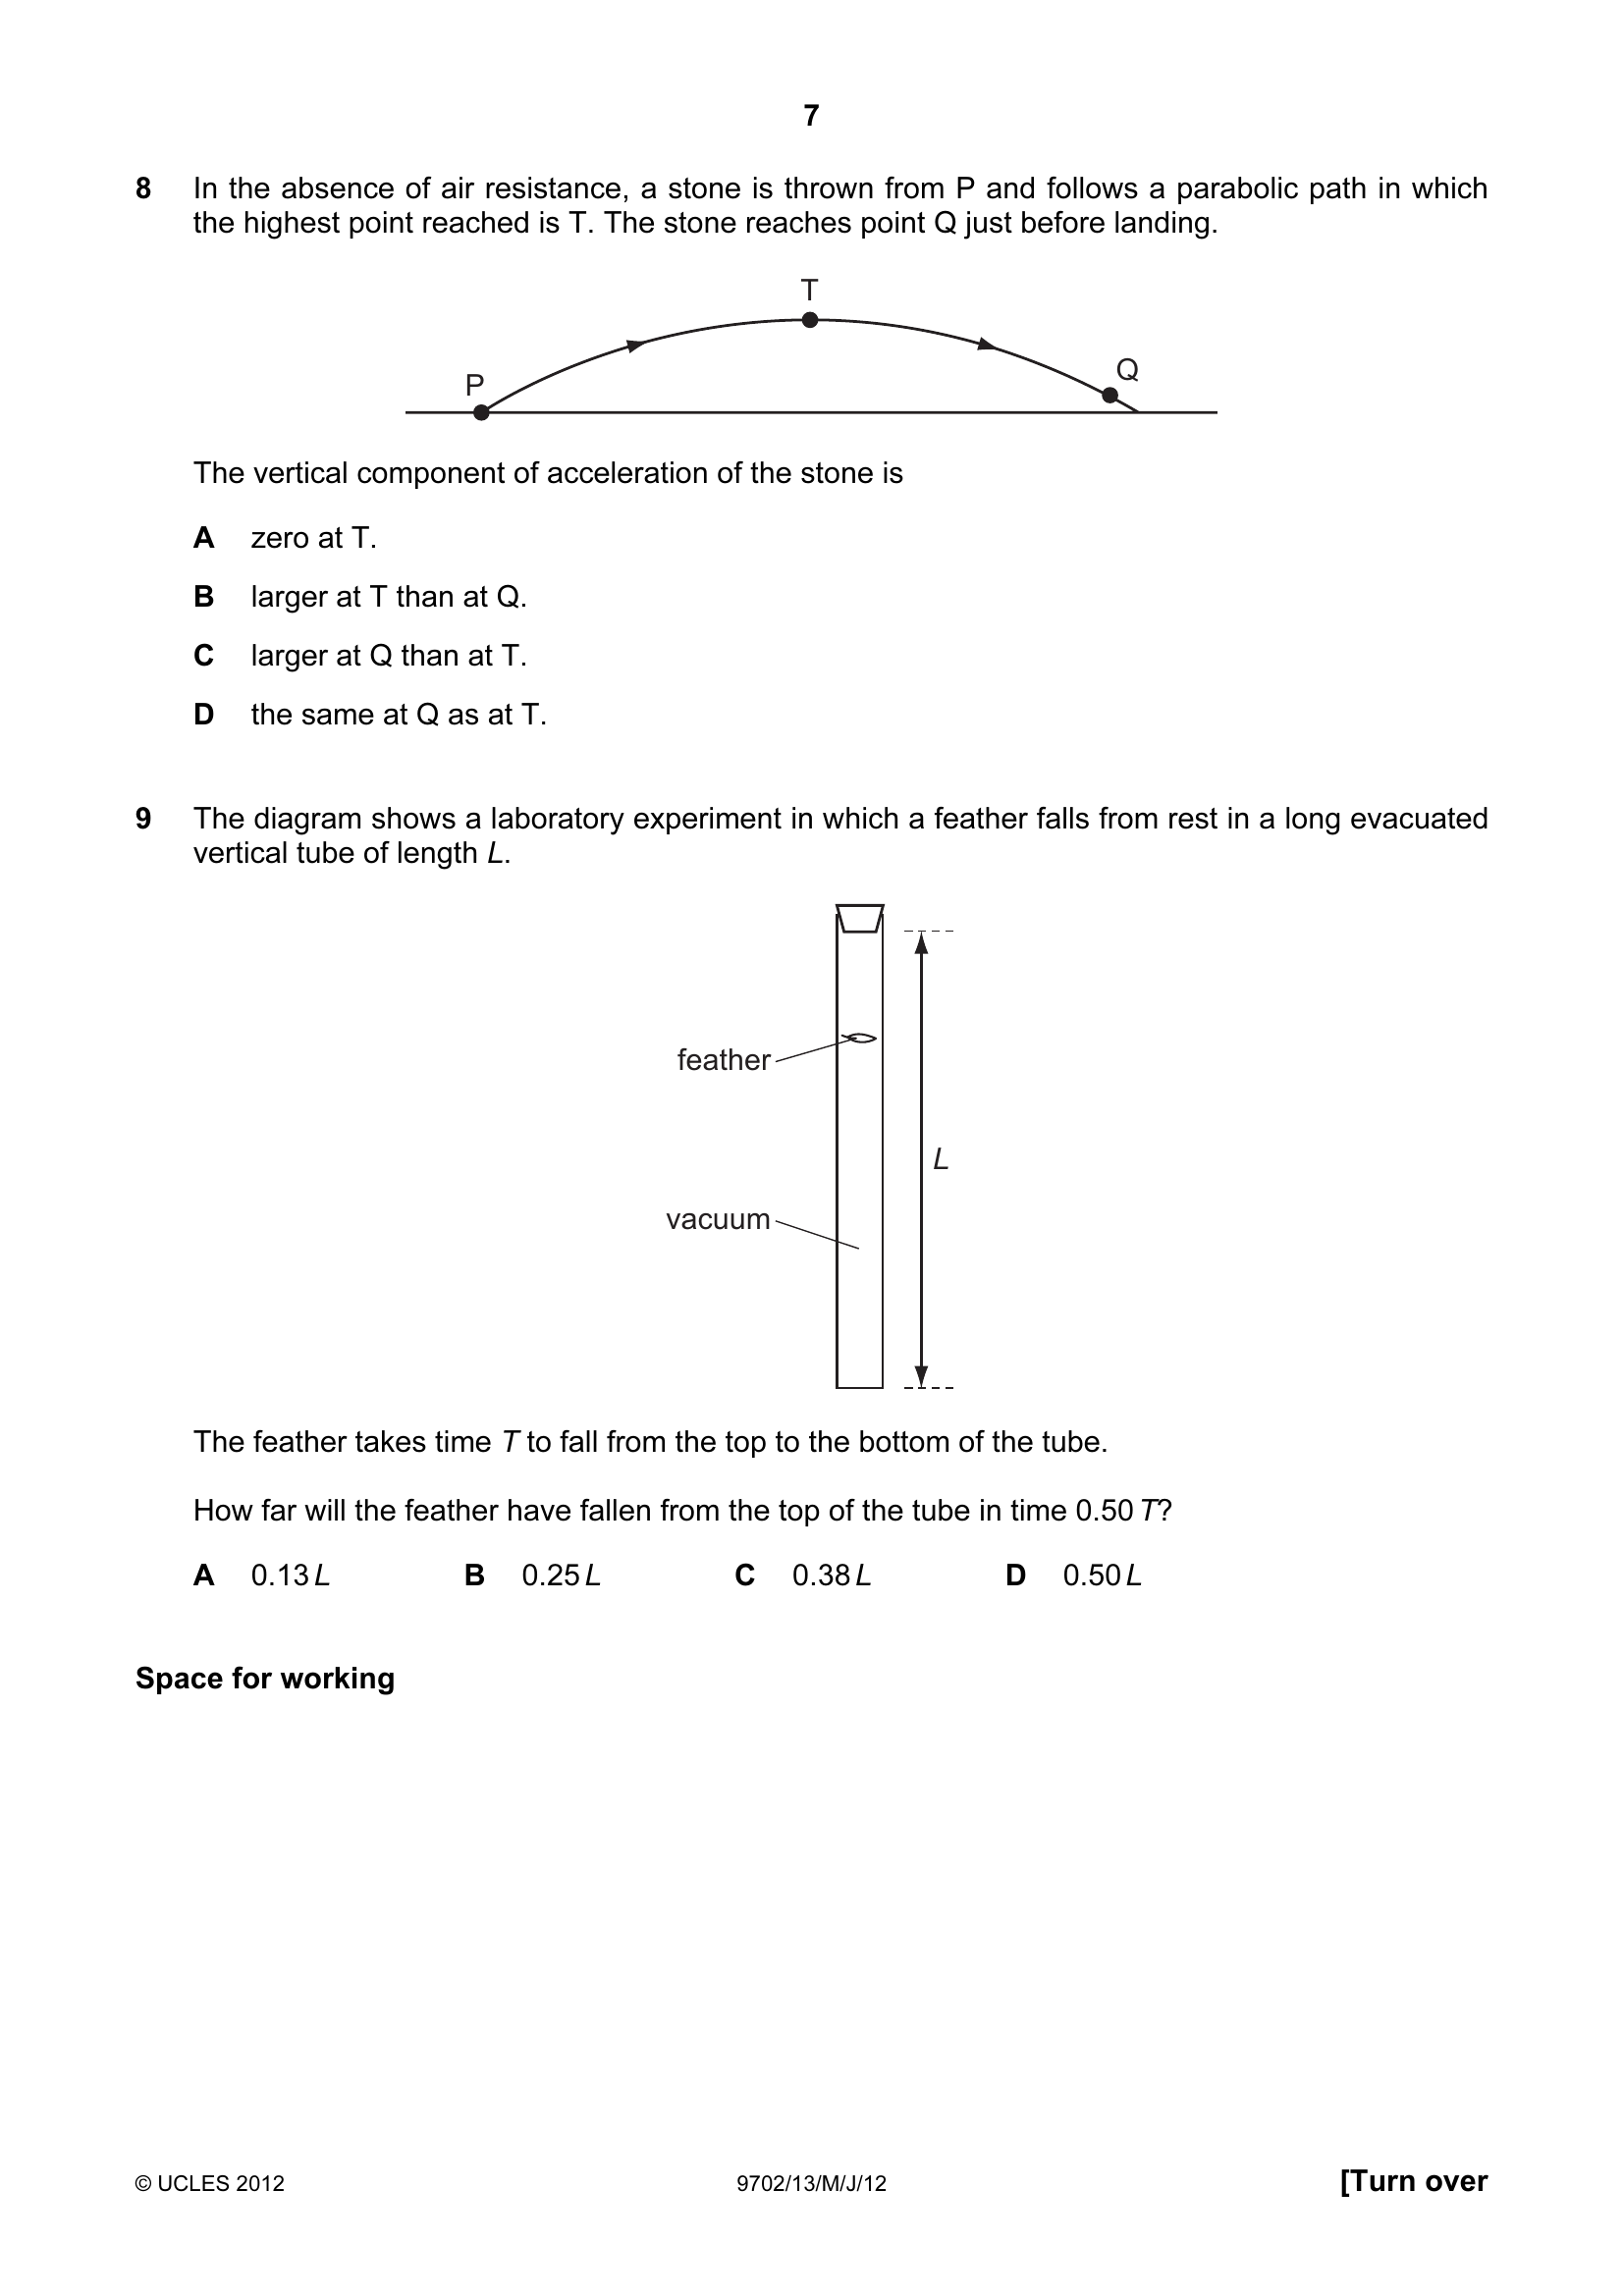 7
8 In the absence of air resistance, a stone is thrown from P and follows a parabolic path in which
the highest point reached is T. The stone reaches point Q just before landing.
T
P
Q
The vertical component of acceleration of the stone is
A zero at T.
B larger at T than at Q.
C larger at Q than at T.
D the same at Q as at T.
9 The diagram shows a laboratory experiment in which a feather falls from rest in a long evacuated
vertical tube of length L.
feather
L
vacuum
The feather takes time T to fall from the top to the bottom of the tube.
How far will the feather have fallen from the top of the tube in time 0.50 T?
A 0.13 L B 0.25 L C 0.38 L D 0.50 L
Space for working
© UCLES 2012 9702/13/M/J/12 [Turn over